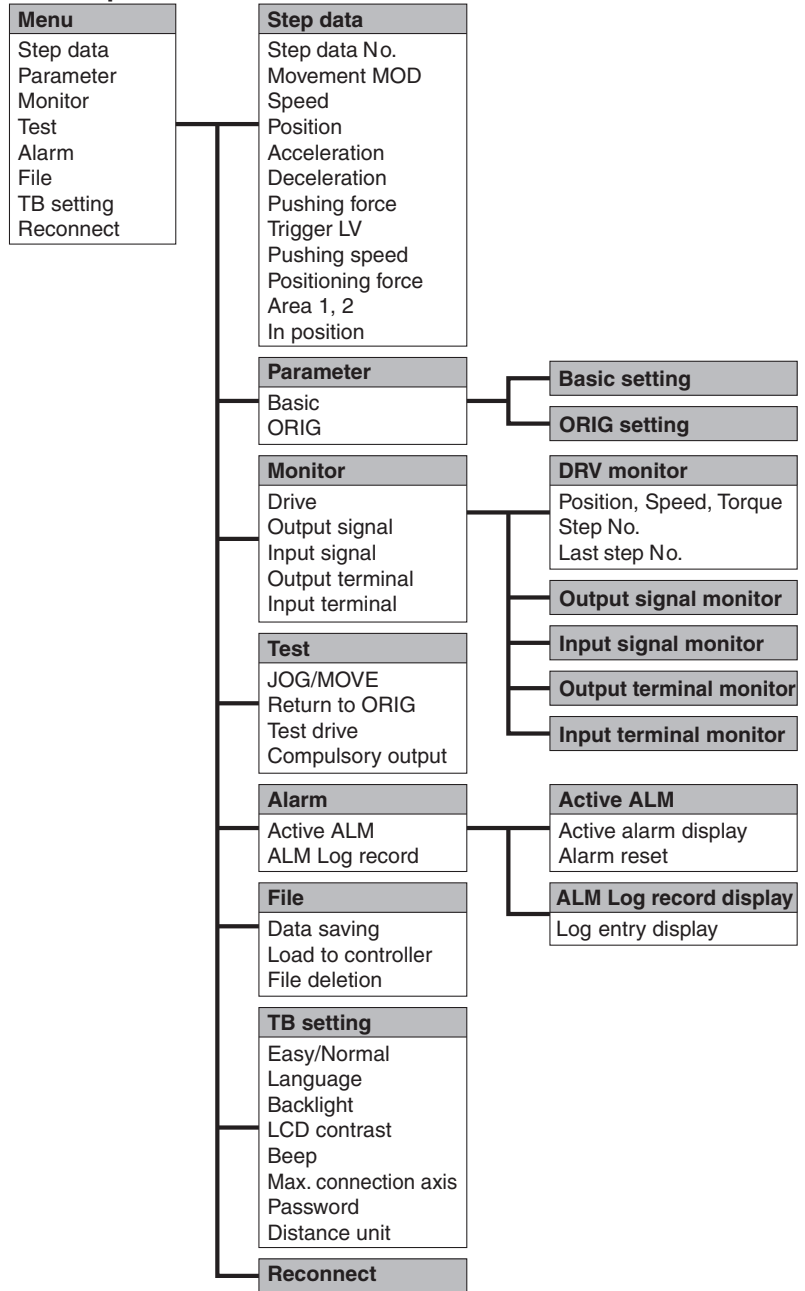 Menu
Step data
Parameter
Monitor
Test
Alarm
File
TB setting
Reconnect
Step data
Step data No.
Movement MOD
Speed
Position
Acceleration
Deceleration
Pushing force
Trigger LV
Pushing speed
Positioning force
Area 1, 2
In position
Parameter
Basic
ORIG
Basic setting
ORIG setting
Monitor
Drive
Output signal
Input signal
Output terminal
Input terminal
DRV monitor
Position, Speed, Torque
Step No.
Last step No.
Output signal monitor
Input signal monitor
Output terminal monitor
Input terminal monitor
Test
JOG/MOVE
Return to ORIG
Test drive
Compulsory output
Alarm
Active ALM
ALM Log record
Active ALM
Active alarm display
Alarm reset
ALM Log record display
Log entry display
File
Data saving
Load to controller
File deletion
TB setting
Easy/Normal
Language
Backlight
LCD contrast
Beep
Max. connection axis
Password
Distance unit
Reconnect